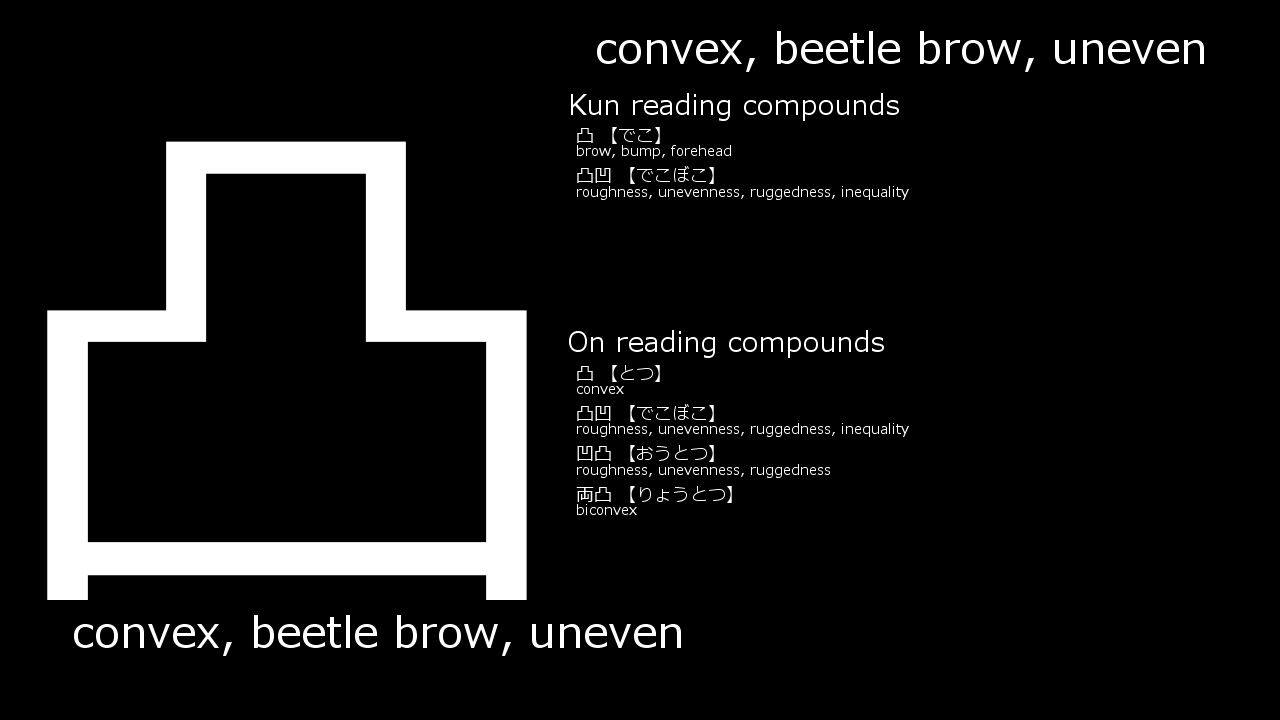 convex, beetle brow, uneven
Kun reading compounds
凸 【でこ】
brow, bump, forehead
凸凹 【でこぼこ】
roughness, unevenness, ruggedness, inequality
On reading compounds
凸 【とつ】
convex
凸凹 【でこぼこ】
roughness, unevenness, ruggedness, inequality
凹凸 【おうとつ】
roughness, unevenness, ruggedness
両凸 【りょうとつ】
biconvex
凸
convex, beetle brow, uneven